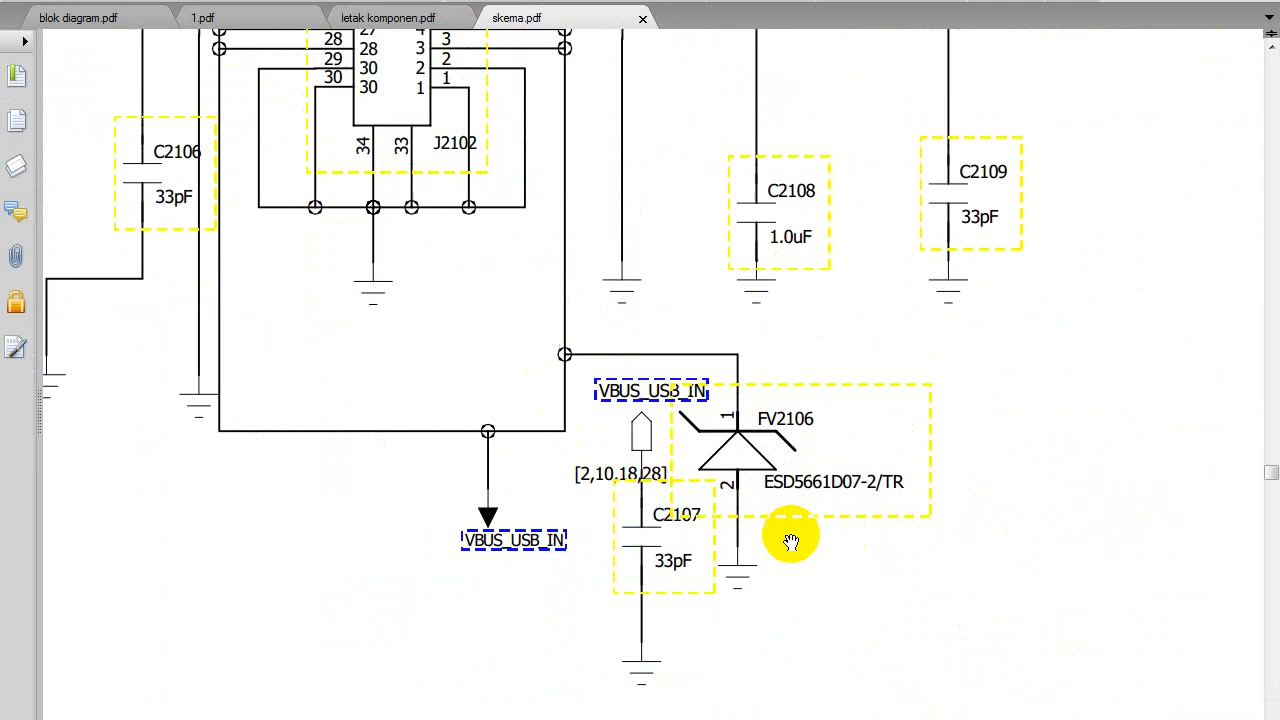 blok diagram.pdf
1.pdf
letak komponen.pdf
skema.pdf
27
4
28
28
3
3
29
30
2
2
30
30
1
1
34
33
J2102
C2106
33pF
C2108
1.0uF
C2109
33pF
VBUS_USB_IN
1
FV2106
[2,10,18,28]
2
ESD5661D07-2/TR
C2107
33pF
VBUS_USB_IN